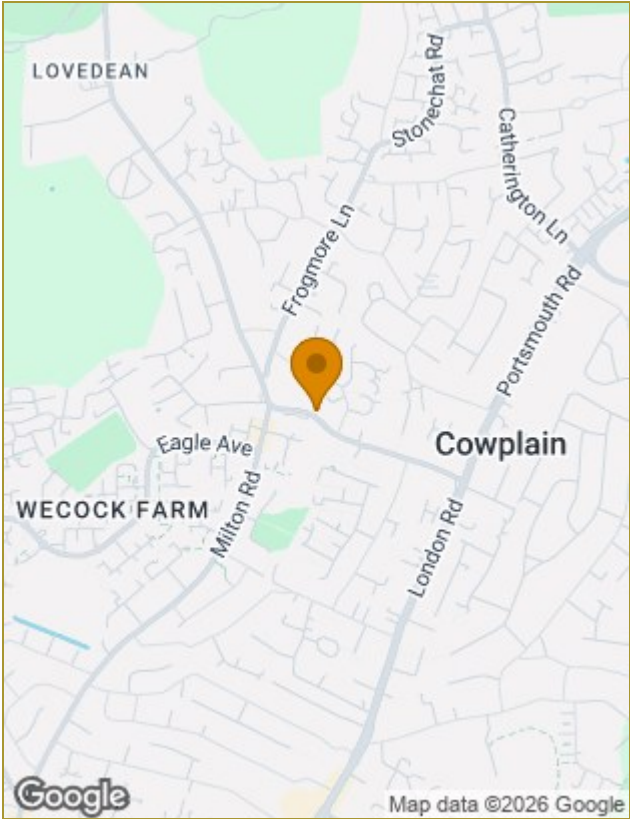 LOVEDEAN
Stonechat Rd
Catherington Ln
Frogmore Ln
Portsmouth Rd
Eagle Ave
Cowplain
WECOCK FARM
Milton Rd
London Rd
Google
Map data ©2026 Google